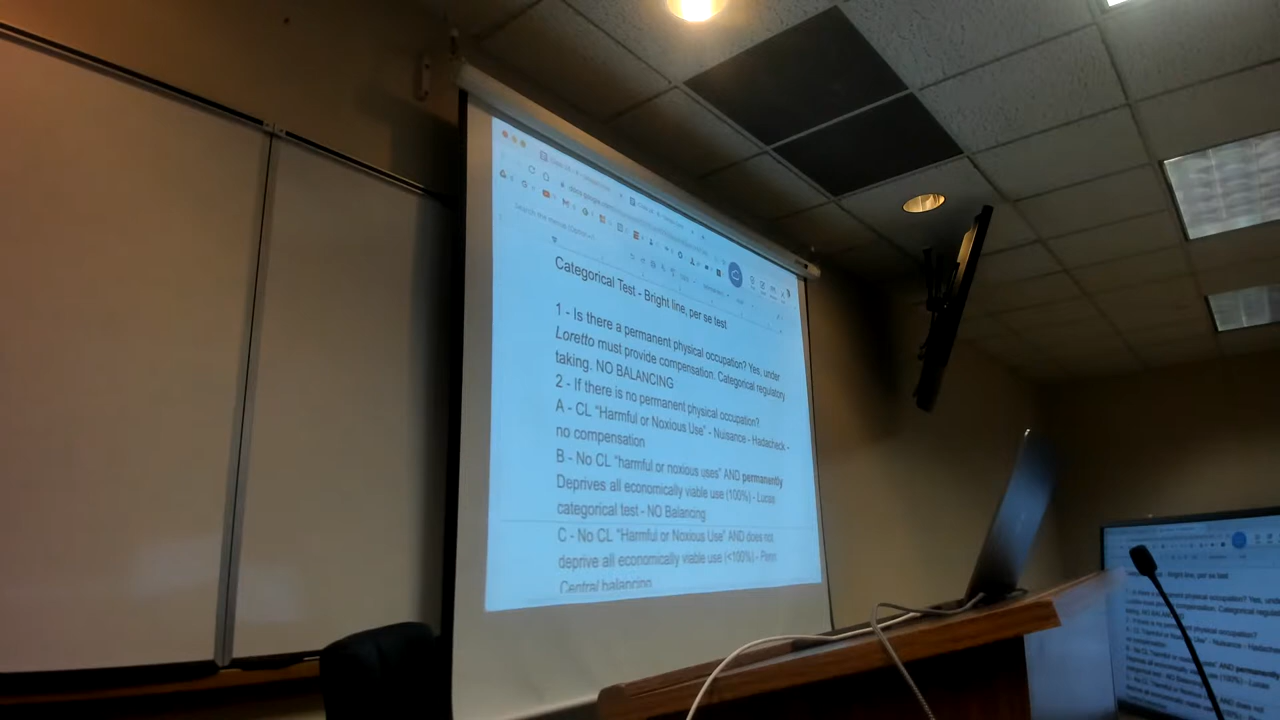 Categorical Test - Bright line, per se test
1 - Is there a permanent physical occupation? Yes, under
Loretto must provide compensation. Categorical regulatory
taking. NO BALANCING
2 - If there is no permanent physical occupation?
A - CL "Harmful or Noxious Use" - Nuisance - Hadacheck -
no compensation
B - No CL "harmful or noxious uses" AND permanently
Deprives all economically viable use (100%) - Lucas
categorical test - NO Balancing
C - No CL "Harmful or Noxious Use" AND does not
deprive all economically viable use (<100%) - Penn
Central balancing